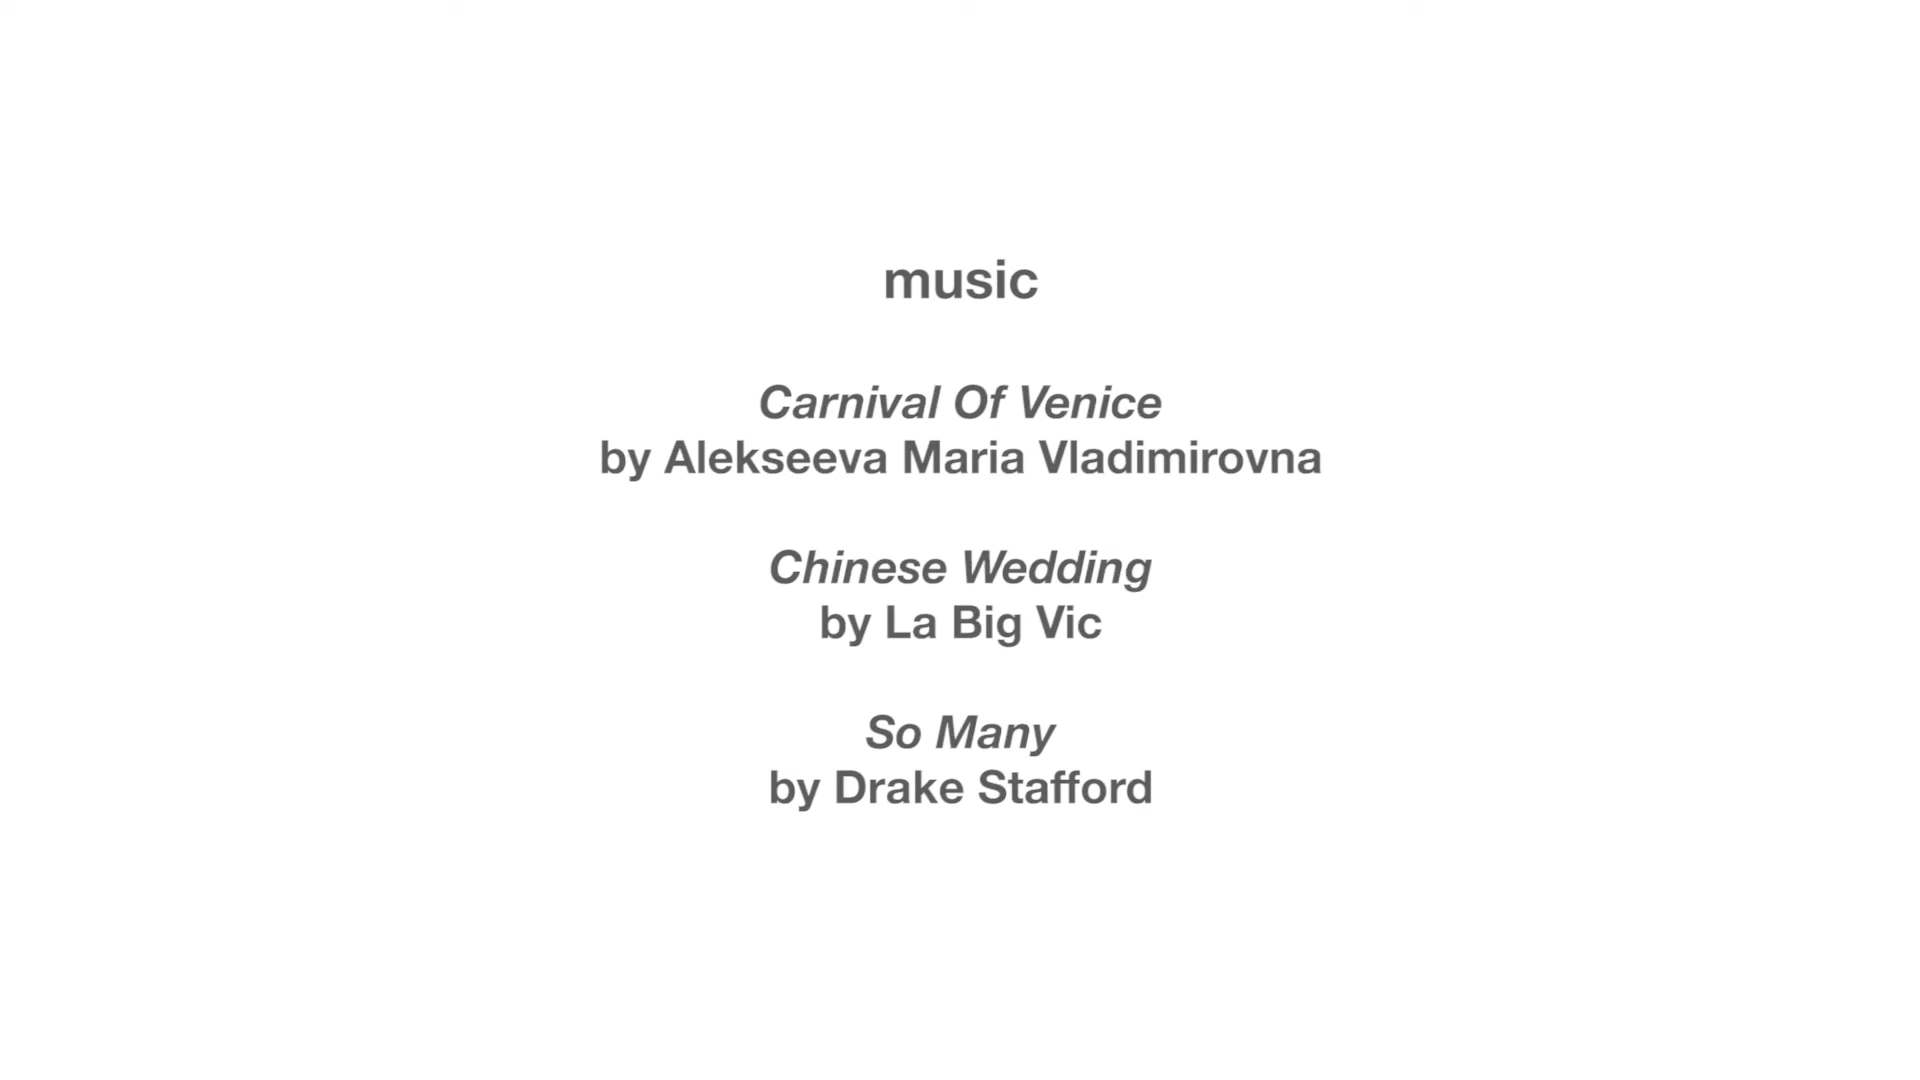 music
Carnival Of Venice
by Alekseeva Maria Vladimirovna
Chinese Wedding
by La Big Vic
So Many
by Drake Stafford